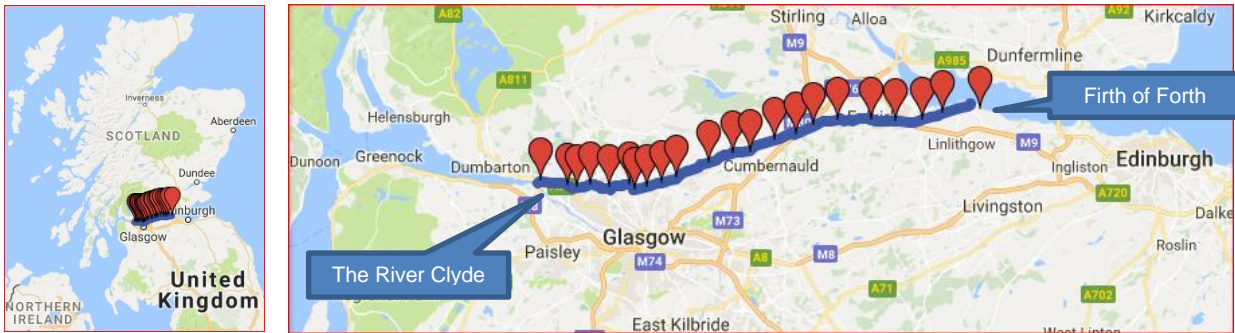 Inverness
SCOTLAND
Aberdeen
Dundee
Glasgow
United
Kingdom
NORTHERN
IRELAND
A82
Stirling
Alloa
A92
Kirkcaldy
M9
Dunfermline
A985
A811
Firth of Forth
Helensburgh
Dunoon
Greenock
Dumbarton
Cumbernauld
Linlithgow
M9
Ingliston
Edinburgh
A720
Livingston
M73
Glasgow
Paisley
The River Clyde
M74
A8
M8
Roslin
A71
A702
East Kilbride